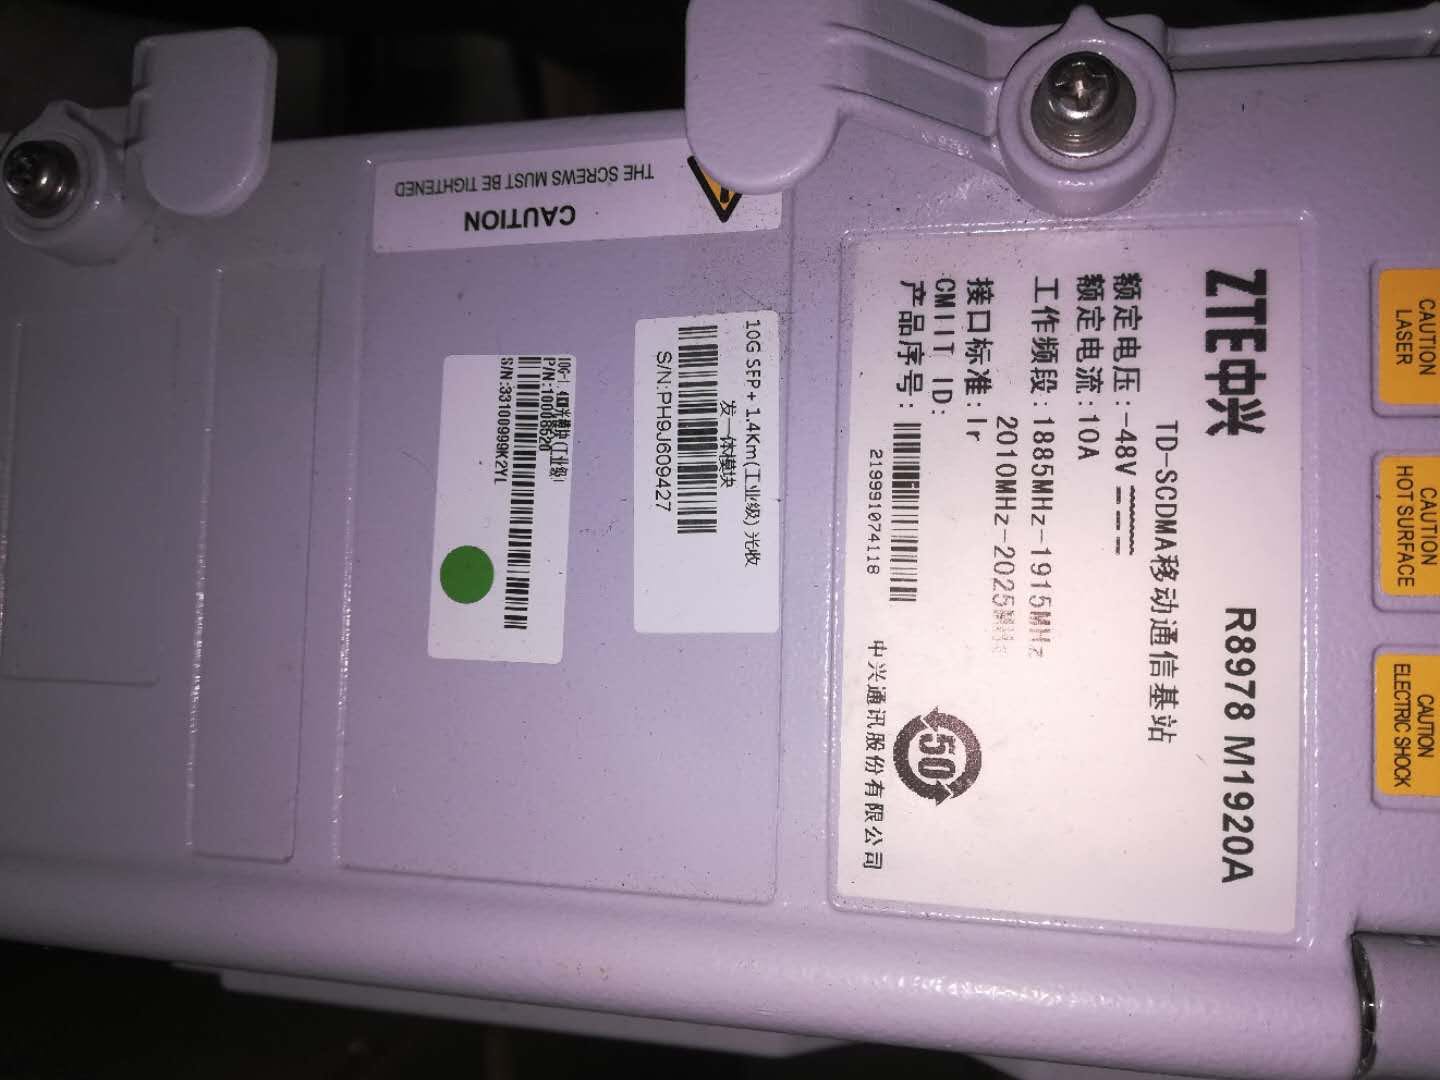 ZTE中兴
R8978 M1920A
TD-SCDMA移动通信基站
额定电压:-48V
额定电流:10A
工作频段:1885MHz-1915MHz
2010MHz-2025MHz
接口标准:Ir
CMIIT ID:
产品序号:
219991074118
中兴通讯股份有限公司
50
CAUTION
LASER
CAUTION
HOT SURFACE
CAUTION
ELECTRIC SHOCK
CAUTION
THE SCREWS MUST BE TIGHTENED
10G SFP+ 1.4Km(工业级) 光收
发一体模块
S/N:PH9J609427
P/N:10008520
S/N:33100999K2YL